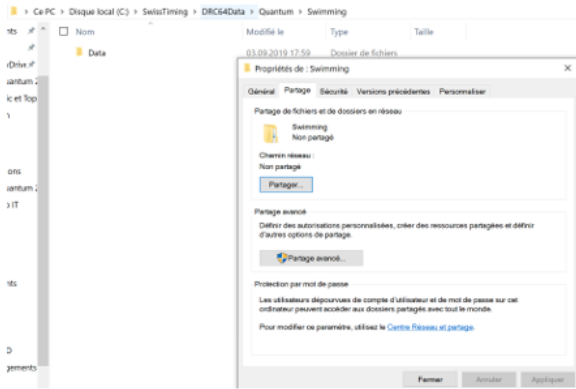 Ce PC > Disque local (C:) > SwissTiming > DRC64Data > Quantum > Swimming
Nom Modifié le Type Taille
Data 03.09.2019 17:59 Dossier de fichiers
Propriétés de : Swimming
Général Partage Sécurité Versions précédentes Personnaliser
Partage de fichiers et de dossiers en réseau
Swimming
Non partagé
Chemin réseau :
Non partagé
Partager...
Partage avancé
Définir des autorisations personnalisées, créer des ressources partagées et définir
d'autres options de partage.
Partage avancé...
Protection par mot de passe
Les utilisateurs dépourvues de compte d'utilisateur et de mot de passe sur cet
ordinateur peuvent accéder aux dossiers partagés avec tout le monde.
Pour modifier ce paramètre, utilisez le Centre Réseau et partage.
Fermer Annuler Appliquer